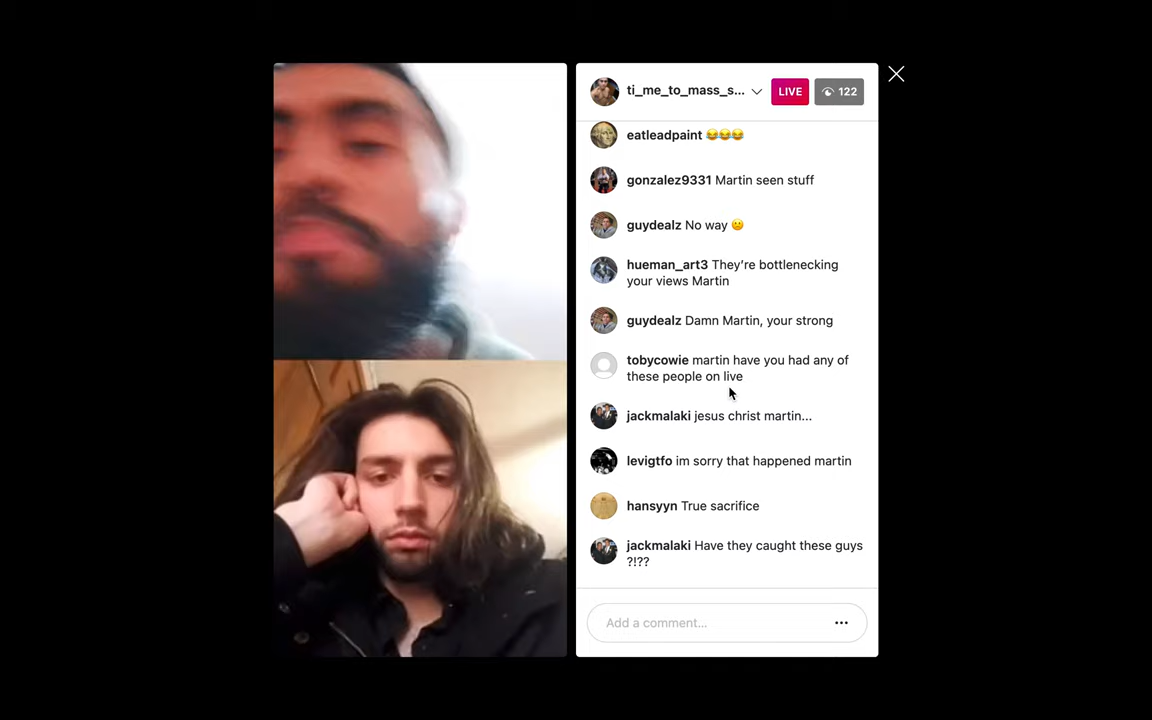 ti_me_to_mass_s...
LIVE
122
eatleadpaint 😂😂😂
gonzalez9331 Martin seen stuff
guydealz No way 🙁
hueman_art3 They're bottlenecking
your views Martin
guydealz Damn Martin, your strong
tobycowie martin have you had any of
these people on live
jackmalaki jesus christ martin...
levigtfo im sorry that happened martin
hansyyn True sacrifice
jackmalaki Have they caught these guys
?!??
Add a comment...